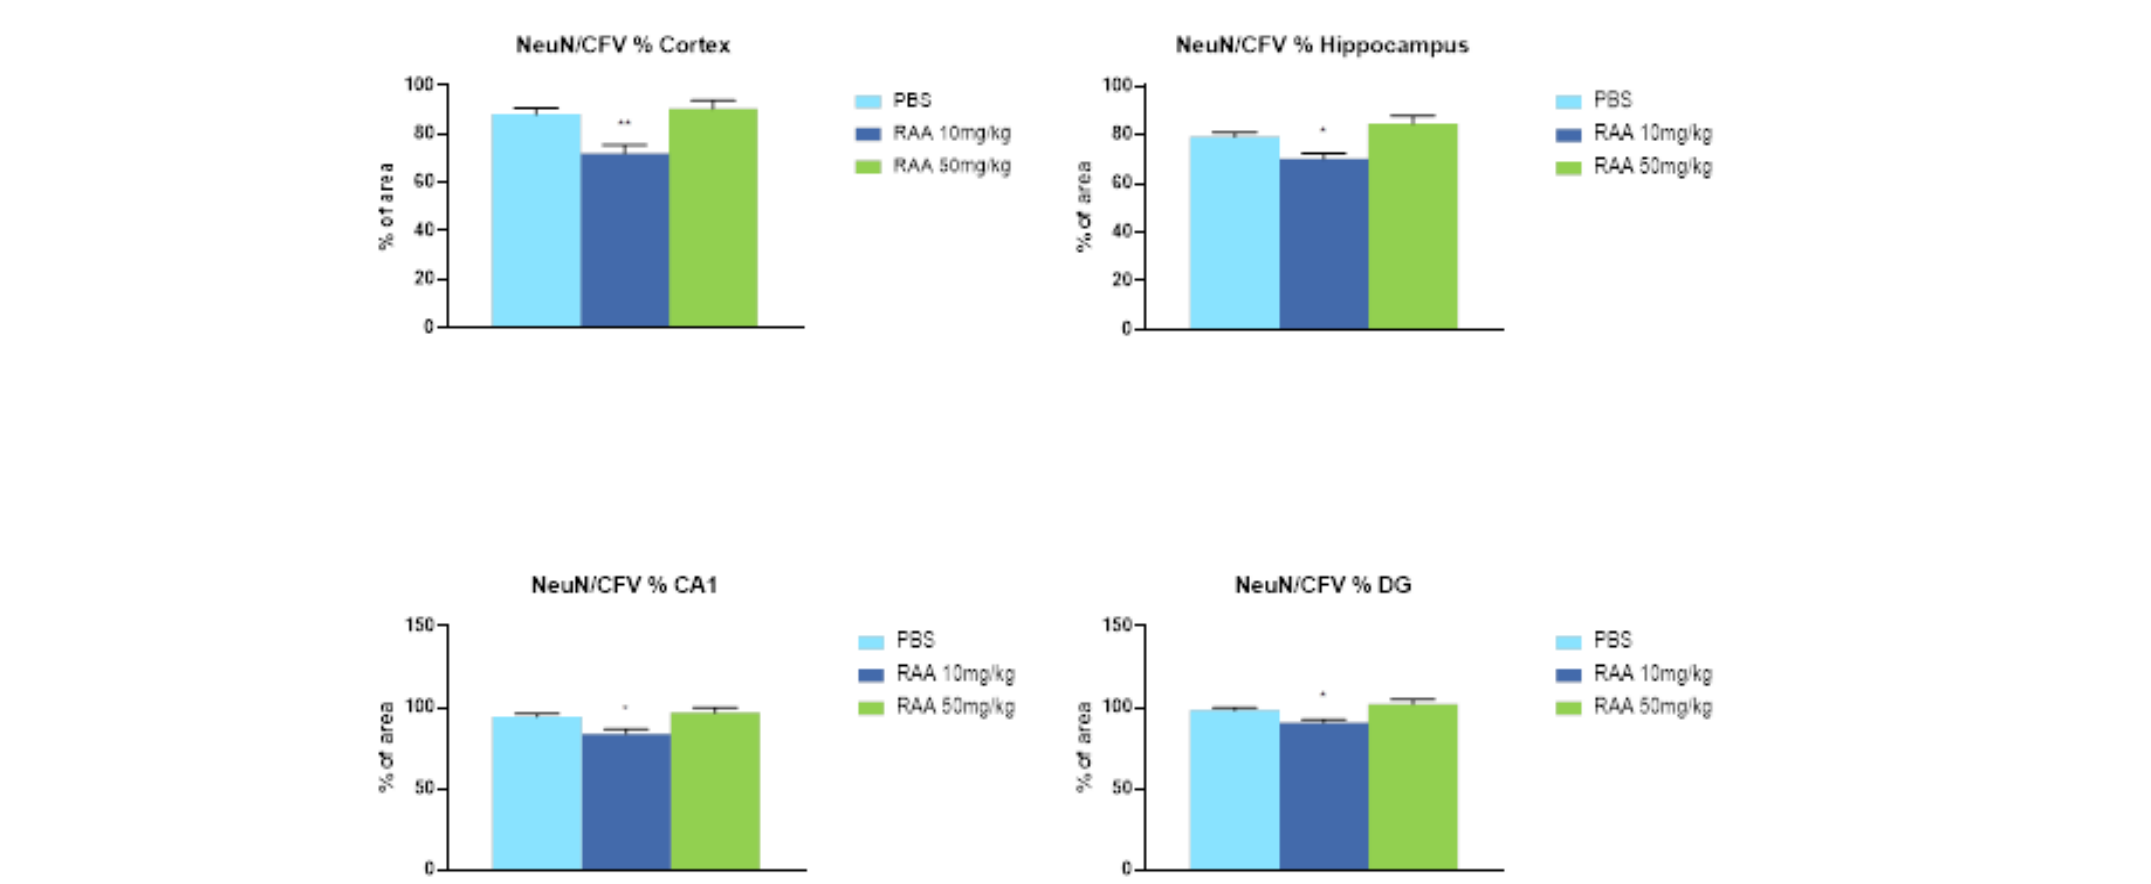 NeuN/CFV % Cortex
100
80
60
40
20
0
% of area
**
PBS
RAA 10mg/kg
RAA 50mg/kg
NeuN/CFV % Hippocampus
100
80
60
40
20
0
% of area
*
PBS
RAA 10mg/kg
RAA 50mg/kg
NeuN/CFV % CA1
150
100
50
0
% of area
*
PBS
RAA 10mg/kg
RAA 50mg/kg
NeuN/CFV % DG
150
100
50
0
% of area
*
PBS
RAA 10mg/kg
RAA 50mg/kg